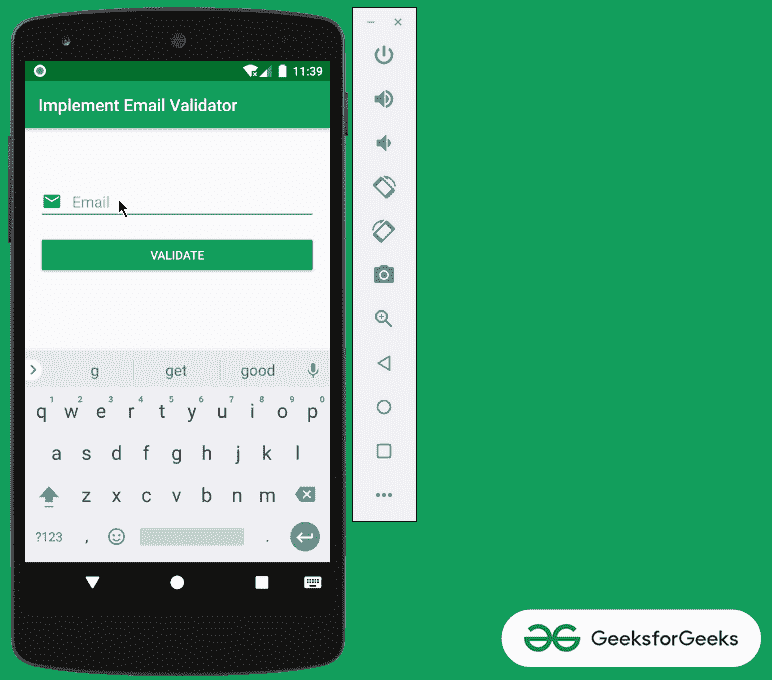 11:39
Implement Email Validator
Email
VALIDATE
g get good
1 2 3 4 5 6 7 8 9 0
q w e r t y u i o p
a s d f g h j k l
z x c v b n m
?123 , .
GeeksforGeeks